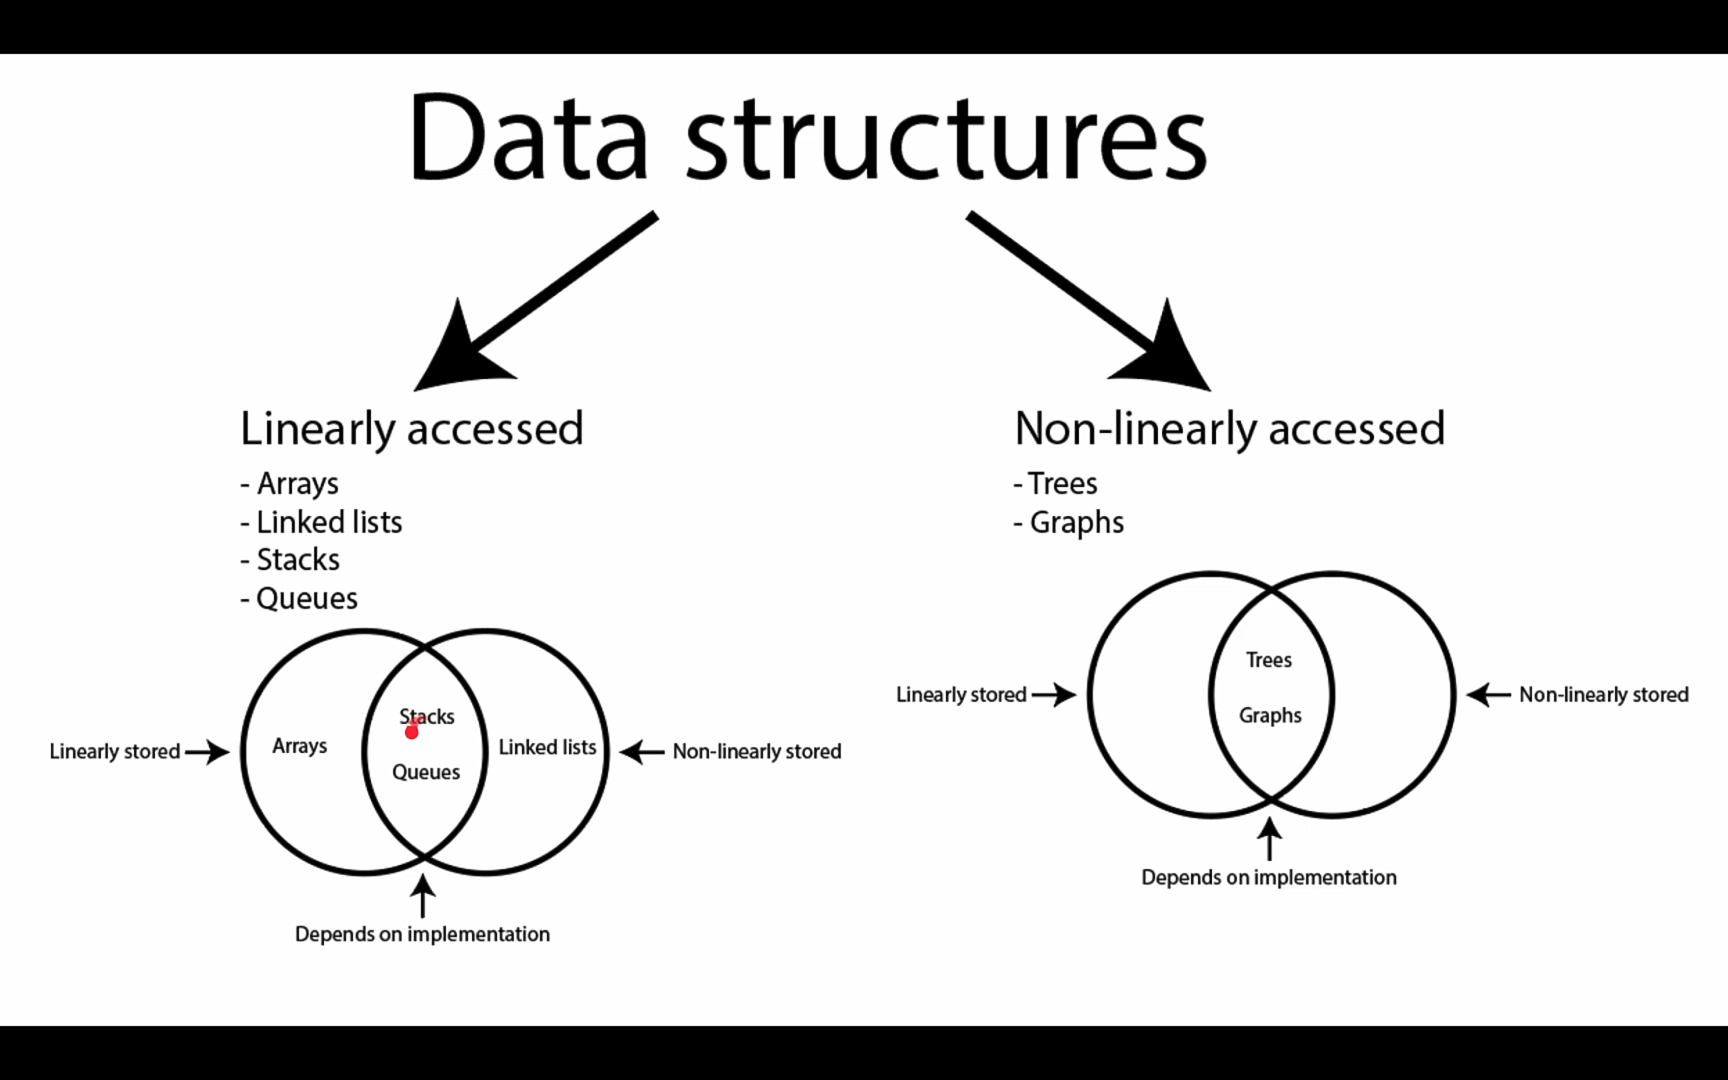 Data structures
Linearly accessed
- Arrays
- Linked lists
- Stacks
- Queues
Linearly stored
Arrays
Stacks
Queues
Linked lists
Non-linearly stored
Depends on implementation
Non-linearly accessed
- Trees
- Graphs
Linearly stored
Trees
Graphs
Non-linearly stored
Depends on implementation